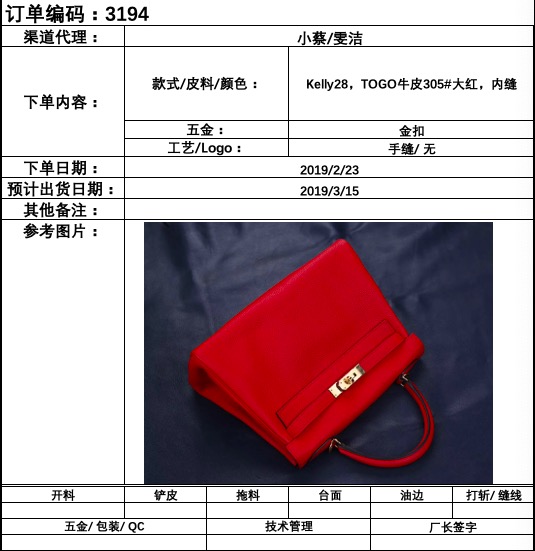 订单编码：3194
渠道代理： 小蔡/雯洁
下单内容： 款式/皮料/颜色： Kelly28，TOGO牛皮305#大红，内缝
五金： 金扣
工艺/Logo： 手缝/ 无
下单日期： 2019/2/23
预计出货日期： 2019/3/15
其他备注：
参考图片：
开料 铲皮 拖料 台面 油边 打斩/ 缝线
五金/ 包装/ QC 技术管理 厂长签字